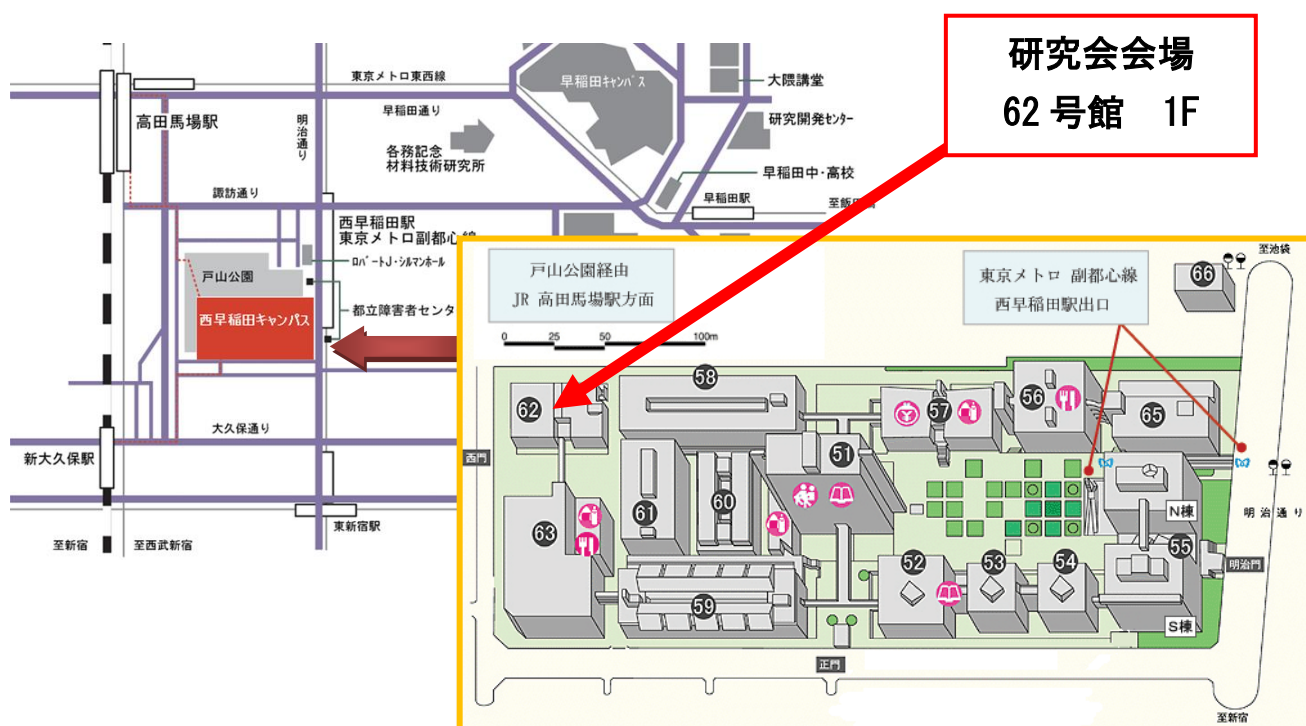 研究会会場
62号館 1F
東京メトロ東西線
早稲田キャンパス
大隈講堂
早稲田通り
高田馬場駅
明治通り
研究開発センター
各務記念
材料技術研究所
早稲田中・高校
諏訪通り
早稲田駅
西早稲田駅
東京メトロ副都心線
ロバートJ・シルマンホール
戸山公園
都立障害者センタ
西早稲田キャンパス
大久保通り
新大久保駅
東新宿駅
至新宿
至西武新宿
戸山公園経由
JR 高田馬場駅方面
東京メトロ 副都心線
西早稲田駅出口
至池袋
66
0 25 50 100m
58
62
57
56
65
51
西門
61
60
N棟
明治通り
63
55
52
53
54
明治門
59
S棟
正門
至新宿